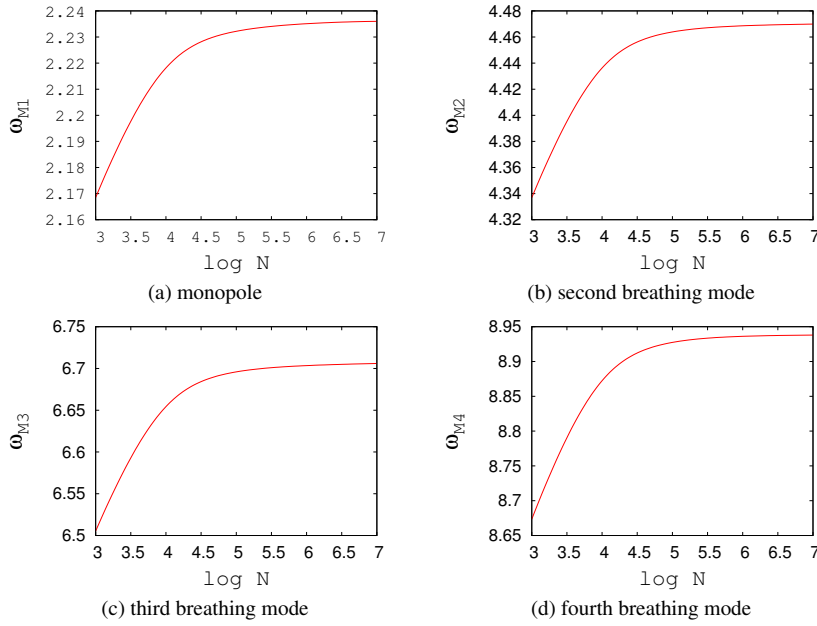 2.24
2.23
2.22
2.21
2.2
2.19
2.18
2.17
2.16
ωM1
3 3.5 4 4.5 5 5.5 6 6.5 7
log N
(a) monopole
4.48
4.46
4.44
4.42
4.4
4.38
4.36
4.34
4.32
ωM2
3 3.5 4 4.5 5 5.5 6 6.5 7
log N
(b) second breathing mode
6.75
6.7
6.65
6.6
6.55
6.5
ωM3
3 3.5 4 4.5 5 5.5 6 6.5 7
log N
(c) third breathing mode
8.95
8.9
8.85
8.8
8.75
8.7
8.65
ωM4
3 3.5 4 4.5 5 5.5 6 6.5 7
log N
(d) fourth breathing mode